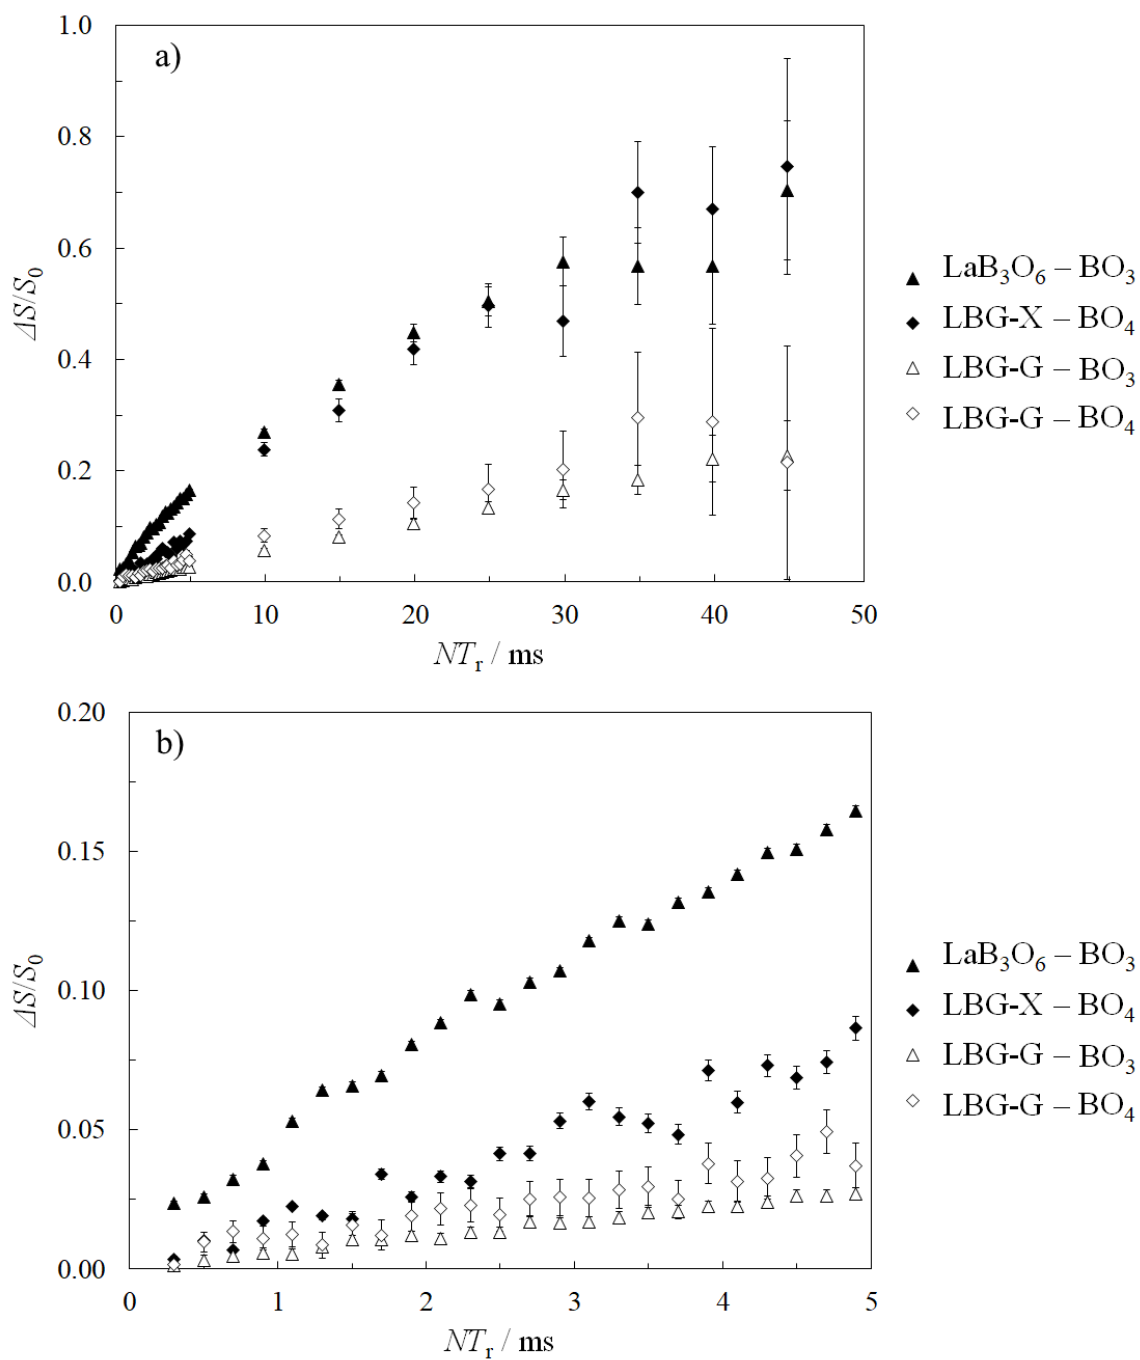 a)
1.0
0.8
0.6
0.4
0.2
0.0
ΔS/S₀
0 10 20 30 40 50
NTᵣ / ms
LaB₃O₆ – BO₃
LBG-X – BO₄
LBG-G – BO₃
LBG-G – BO₄
b)
0.20
0.15
0.10
0.05
0.00
ΔS/S₀
0 1 2 3 4 5
NTᵣ / ms
LaB₃O₆ – BO₃
LBG-X – BO₄
LBG-G – BO₃
LBG-G – BO₄